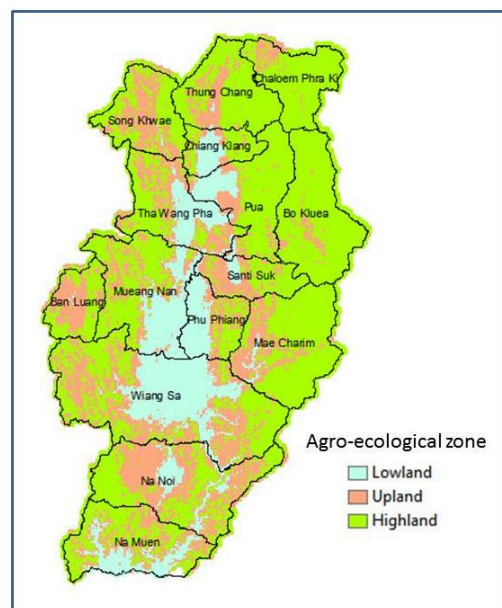 Chaloem Phra Ki
Thung Chang
Song Khwae
Chiang Klang
Tha Wang Pha
Pua
Bo Kluea
Santi Suk
Mueang Nan
Ban Luang
Phu Phiang
Mae Charim
Wiang Sa
Agro-ecological zone
Lowland
Upland
Highland
Na Noi
Na Muen